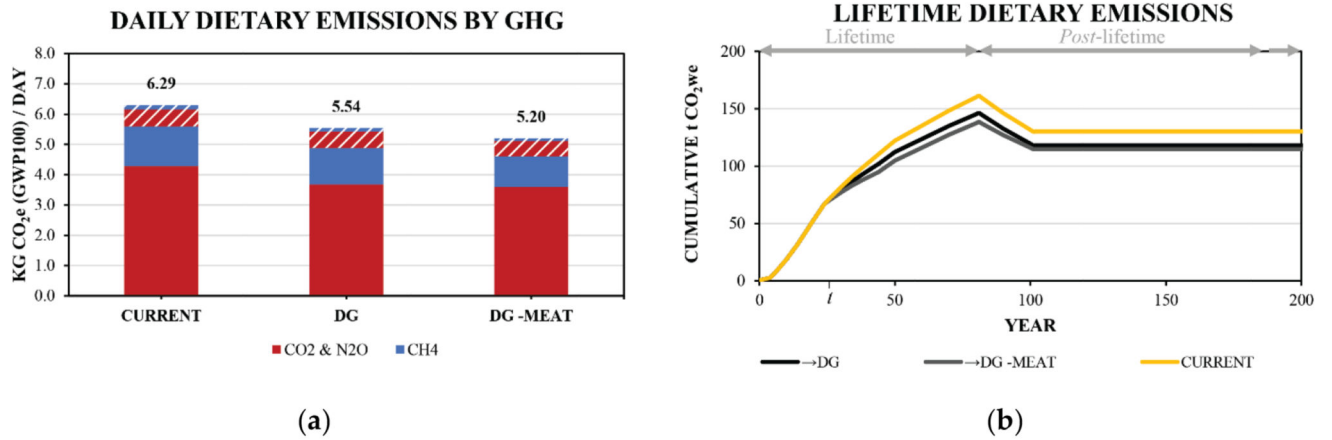 DAILY DIETARY EMISSIONS BY GHG
KG CO₂e (GWP100) / DAY
8.0
7.0
6.0
5.0
4.0
3.0
2.0
1.0
0.0
6.29
5.54
5.20
CURRENT
DG
DG -MEAT
CO2 & N2O
CH4
(a)
LIFETIME DIETARY EMISSIONS
Lifetime
Post-lifetime
CUMULATIVE t CO₂we
200
150
100
50
0
0
t
50
100
150
200
YEAR
→DG
→DG -MEAT
CURRENT
(b)